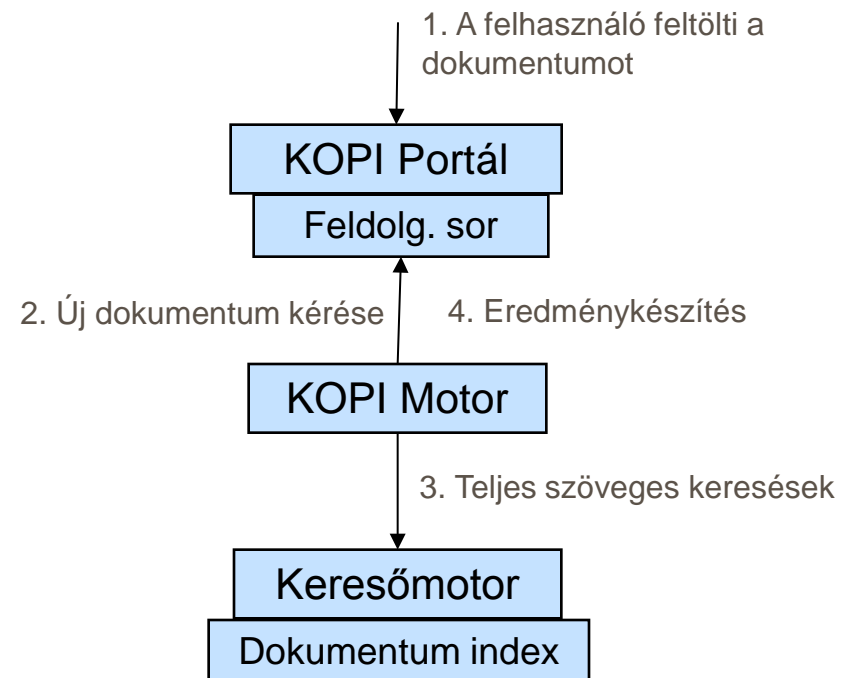 1. A felhasználó feltölti a
dokumentumot
KOPI Portál
Feldolg. sor
2. Új dokumentum kérése
4. Eredménykészítés
KOPI Motor
3. Teljes szöveges keresések
Keresőmotor
Dokumentum index